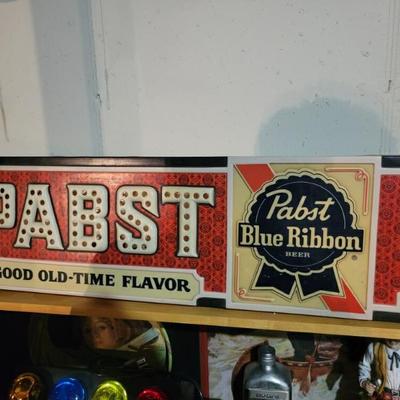 PABST
GOOD OLD-TIME FLAVOR
Pabst
Blue Ribbon
BEER
®